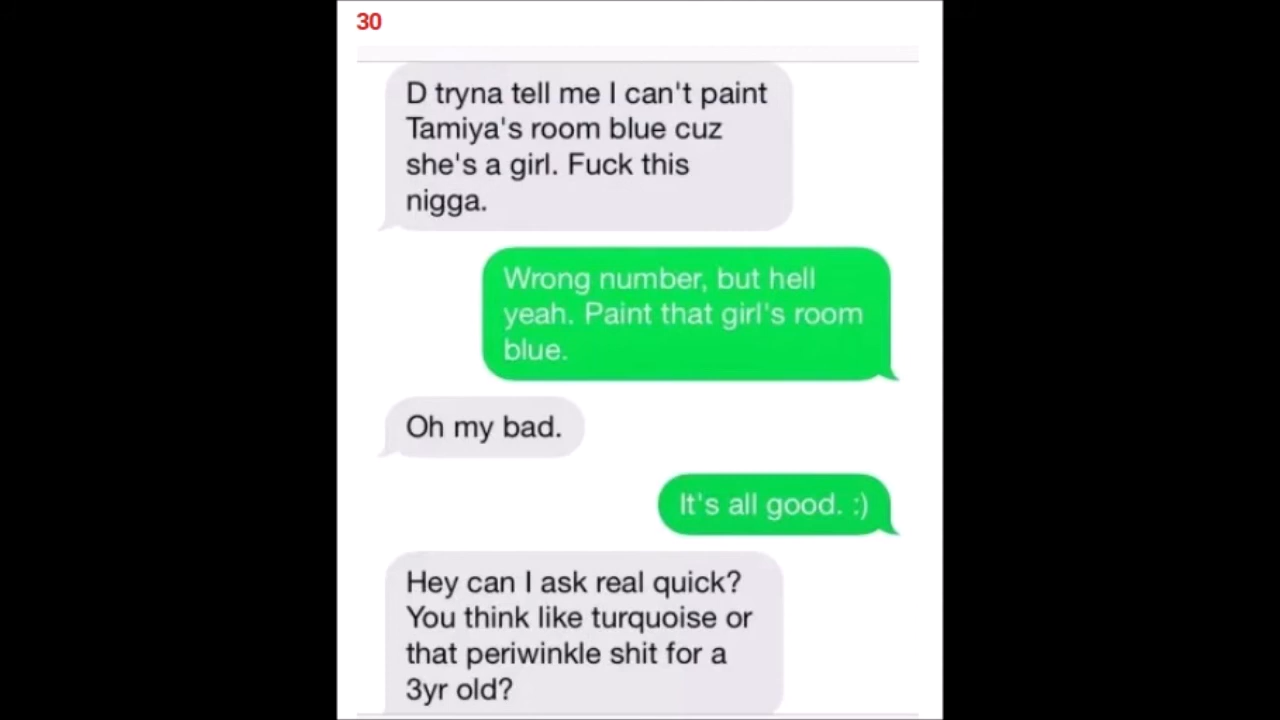 30
D tryna tell me I can't paint
Tamiya's room blue cuz
she's a girl. Fuck this
nigga.
Wrong number, but hell
yeah. Paint that girl's room
blue.
Oh my bad.
It's all good. :)
Hey can I ask real quick?
You think like turquoise or
that periwinkle shit for a
3yr old?